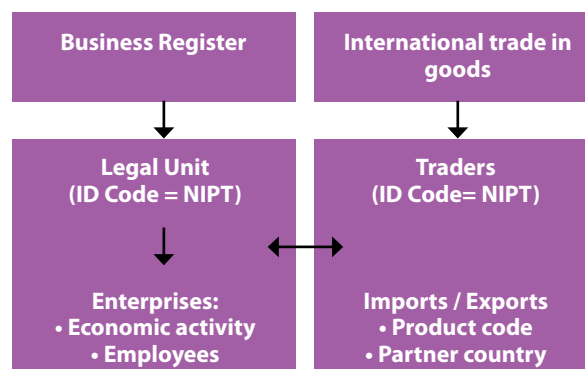 Business Register
International trade in
goods
Legal Unit
(ID Code = NIPT)
Enterprises:
• Economic activity
• Employees
Traders
(ID Code= NIPT)
Imports / Exports
• Product code
• Partner country